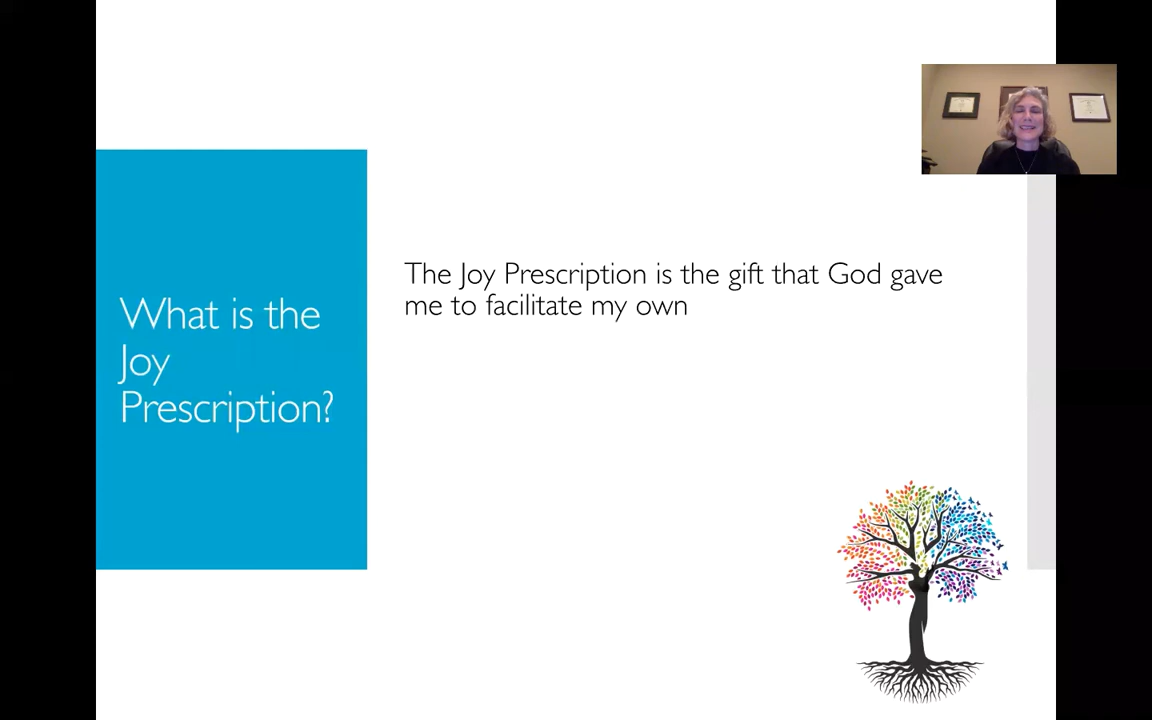 What is the
Joy
Prescription?
The Joy Prescription is the gift that God gave
me to facilitate my own